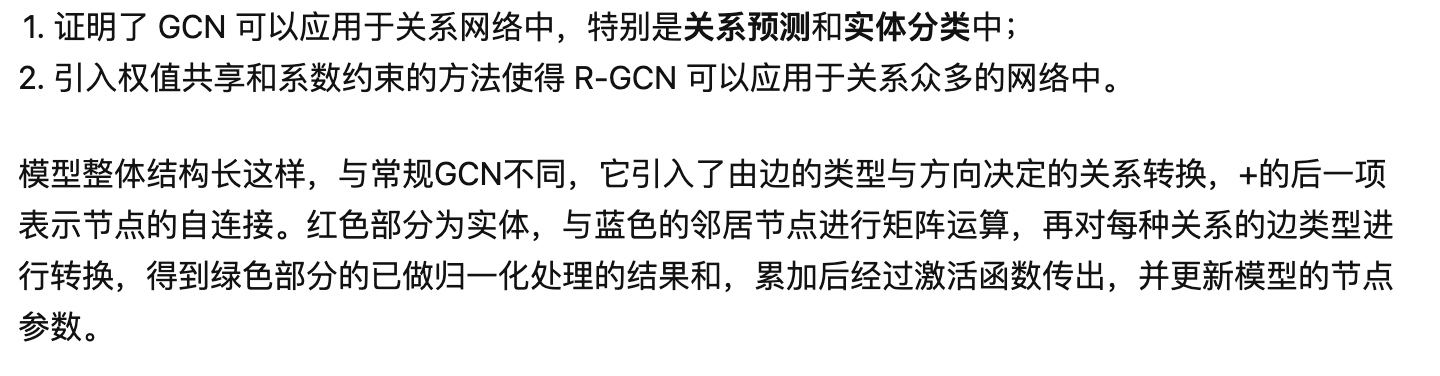 1. 证明了 GCN 可以应用于关系网络中，特别是关系预测和实体分类中；
2. 引入权值共享和系数约束的方法使得 R-GCN 可以应用于关系众多的网络中。
模型整体结构长这样，与常规GCN不同，它引入了由边的类型与方向决定的关系转换，+的后一项
表示节点的自连接。红色部分为实体，与蓝色的邻居节点进行矩阵运算，再对每种关系的边类型进
行转换，得到绿色部分的已做归一化处理的结果和，累加后经过激活函数传出，并更新模型的节点
参数。